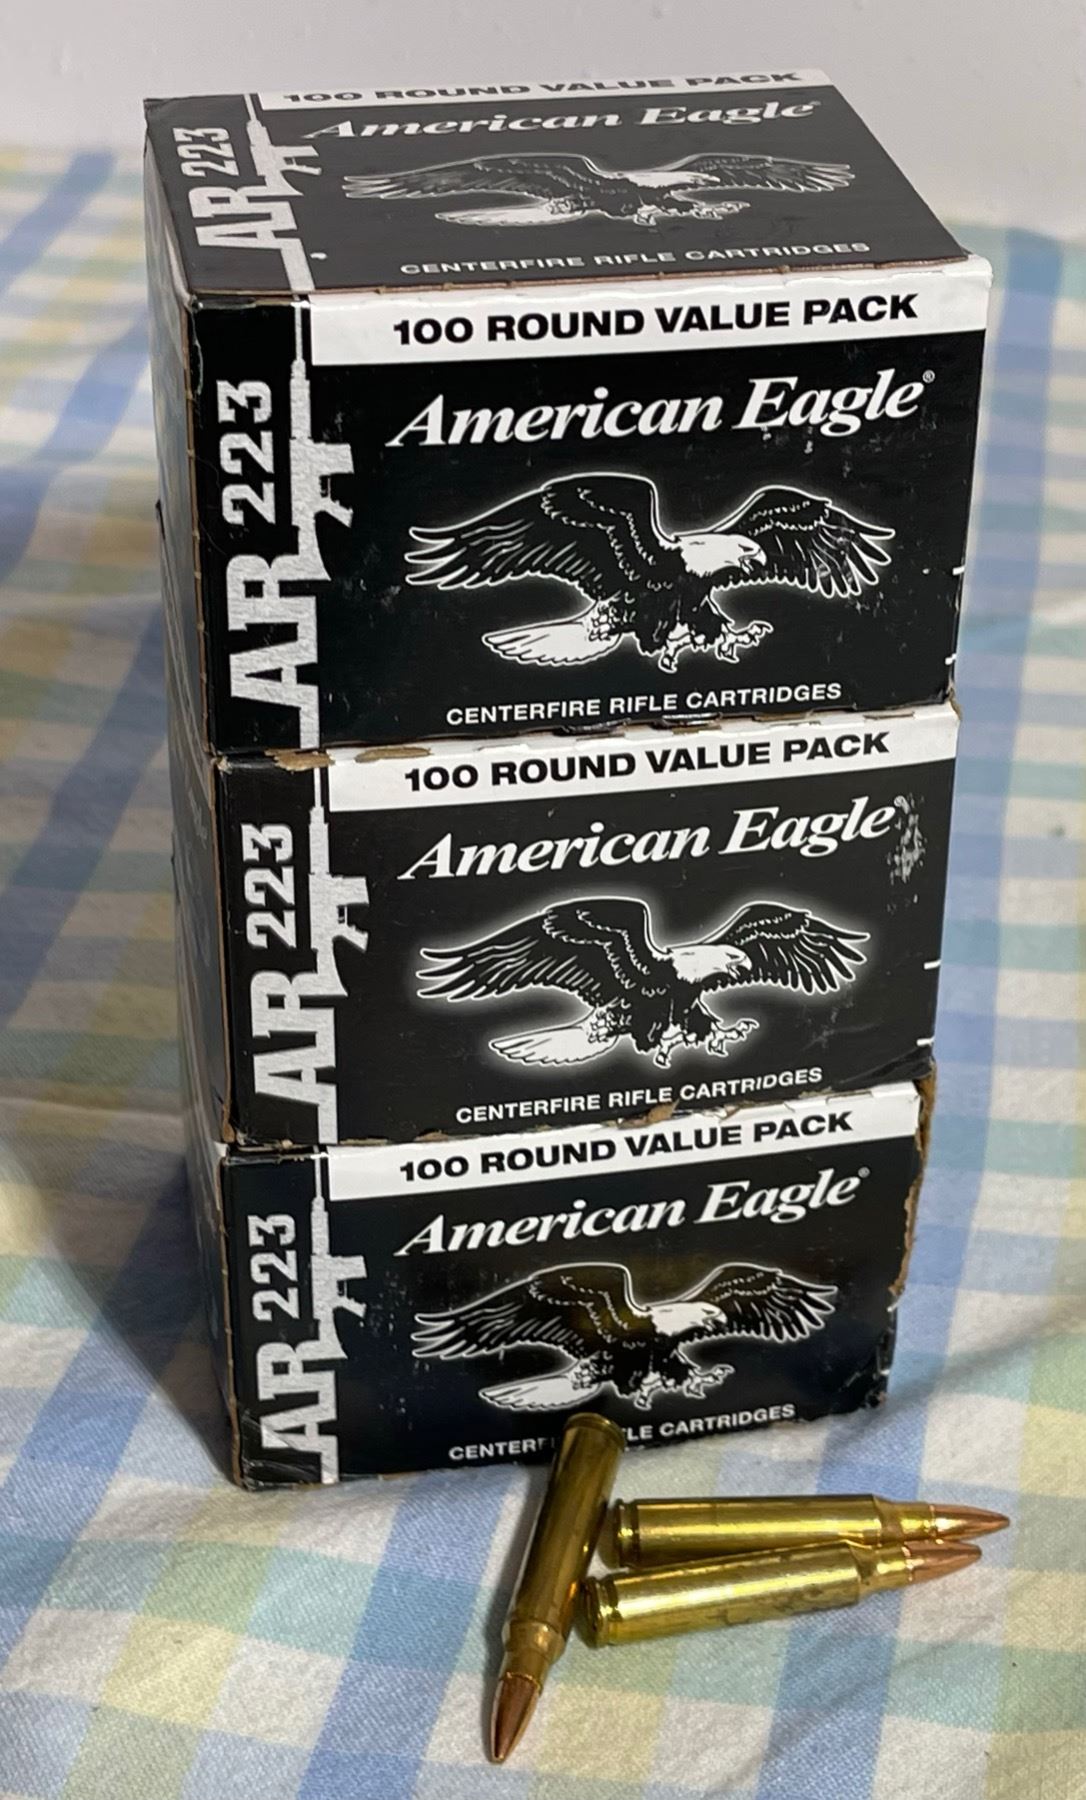 100 ROUND VALUE PACK
American Eagle®
AR 223
CENTERFIRE RIFLE CARTRIDGES
100 ROUND VALUE PACK
American Eagle®
AR 223
CENTERFIRE RIFLE CARTRIDGES
100 ROUND VALUE PACK
American Eagle®
AR 223
CENTERFIRE RIFLE CARTRIDGES
100 ROUND VALUE PACK
American Eagle®
AR 223
CENTERF LE CARTRIDGES